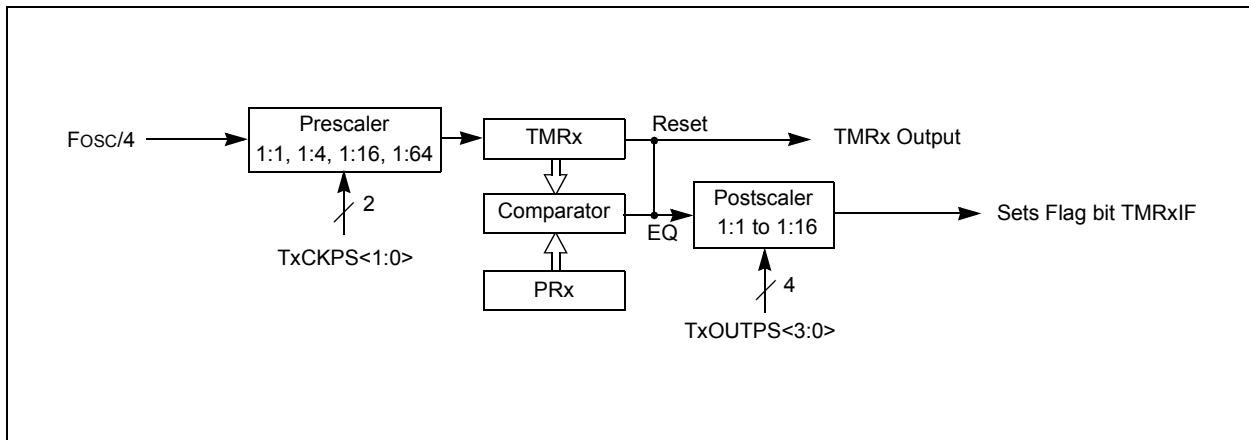 Fosc/4
Prescaler
1:1, 1:4, 1:16, 1:64
2
TxCKPS<1:0>
TMRx
Comparator
PRx
Reset
EQ
TMRx Output
Postscaler
1:1 to 1:16
4
TxOUTPS<3:0>
Sets Flag bit TMRxIF